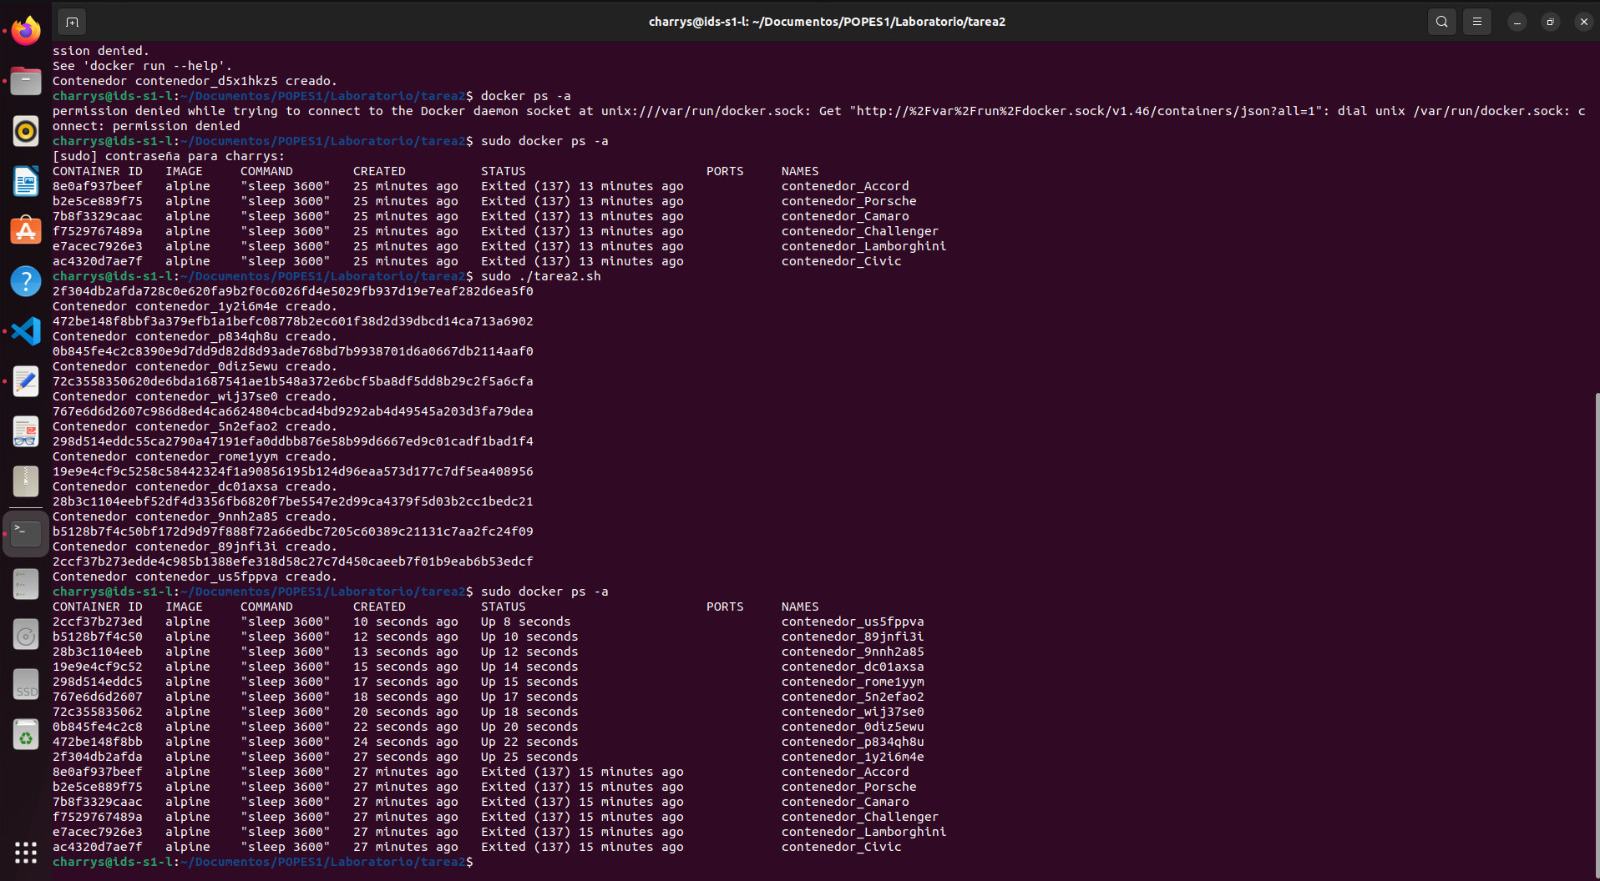 charrys@ids-s1-l: ~/Documentos/POPES1/Laboratorio/tarea2
ssion denied.
See 'docker run --help'.
Contenedor contenedor_d5x1hkz5 creado.
charrys@ids-s1-l:~/Documentos/POPES1/Laboratorio/tarea2$ docker ps -a
permission denied while trying to connect to the Docker daemon socket at unix:///var/run/docker.sock: Get "http://%2Fvar%2Frun%2Fdocker.sock/v1.46/containers/json?all=1": dial unix /var/run/docker.sock: c
onnect: permission denied
charrys@ids-s1-l:~/Documentos/POPES1/Laboratorio/tarea2$ sudo docker ps -a
[sudo] contraseña para charrys:
CONTAINER ID   IMAGE     COMMAND        CREATED          STATUS                        PORTS     NAMES
8e0af937beef   alpine    "sleep 3600"   25 minutes ago   Exited (137) 13 minutes ago             contenedor_Accord
b2e5ce889f75   alpine    "sleep 3600"   25 minutes ago   Exited (137) 13 minutes ago             contenedor_Porsche
7b8f3329caac   alpine    "sleep 3600"   25 minutes ago   Exited (137) 13 minutes ago             contenedor_Camaro
f7529767489a   alpine    "sleep 3600"   25 minutes ago   Exited (137) 13 minutes ago             contenedor_Challenger
e7acec7926e3   alpine    "sleep 3600"   25 minutes ago   Exited (137) 13 minutes ago             contenedor_Lamborghini
ac4320d7ae7f   alpine    "sleep 3600"   25 minutes ago   Exited (137) 13 minutes ago             contenedor_Civic
charrys@ids-s1-l:~/Documentos/POPES1/Laboratorio/tarea2$ sudo ./tarea2.sh
2f304db2afda728c0e620fa9b2f0c6026fd4e5029fb937d19e7eaf282d6ea5f0
Contenedor contenedor_1y2i6m4e creado.
472be148f8bbf3a379efb1a1befc08778b2ec601f38d2d39dbcd14ca713a6902
Contenedor contenedor_p834qh8u creado.
0b845fe4c2c8390e9d7dd9d82d8d93ade768bd7b9938701d6a0667db2114aaf0
Contenedor contenedor_0diz5ewu creado.
72c3558350620de6bda1687541ae1b548a372e6bcf5ba8df5dd8b29c2f5a6cfa
Contenedor contenedor_wij37se0 creado.
767e6d6d2607c986d8ed4ca6624804cbcad4bd9292ab4d49545a203d3fa79dea
Contenedor contenedor_5n2efao2 creado.
298d514eddc55ca2790a47191efa0ddbb876e58b99d6667ed9c01cadf1bad1f4
Contenedor contenedor_rome1yym creado.
19e9e4cf9c5258c58442324f1a90856195b124d96eaa573d177c7df5ea408956
Contenedor contenedor_dc01axsa creado.
28b3c1104eebf52df4d3356fb6820f7be5547e2d99ca4379f5d03b2cc1bedc21
Contenedor contenedor_9nnh2a85 creado.
b5128b7f4c50bf172d9d97f888f72a66edbc7205c60389c21131c7aa2fc24f09
Contenedor contenedor_89jnfi3i creado.
2ccf37b273edde4c985b1388efe318d58c27c7d450caeeb7f01b9eab6b53edcf
Contenedor contenedor_us5fppva creado.
charrys@ids-s1-l:~/Documentos/POPES1/Laboratorio/tarea2$ sudo docker ps -a
CONTAINER ID   IMAGE     COMMAND        CREATED          STATUS                        PORTS     NAMES
2ccf37b273ed   alpine    "sleep 3600"   10 seconds ago   Up 8 seconds                            contenedor_us5fppva
b5128b7f4c50   alpine    "sleep 3600"   12 seconds ago   Up 10 seconds                           contenedor_89jnfi3i
28b3c1104eeb   alpine    "sleep 3600"   13 seconds ago   Up 12 seconds                           contenedor_9nnh2a85
19e9e4cf9c52   alpine    "sleep 3600"   15 seconds ago   Up 14 seconds                           contenedor_dc01axsa
298d514eddc5   alpine    "sleep 3600"   17 seconds ago   Up 15 seconds                           contenedor_rome1yym
767e6d6d2607   alpine    "sleep 3600"   18 seconds ago   Up 17 seconds                           contenedor_5n2efao2
72c355835062   alpine    "sleep 3600"   20 seconds ago   Up 18 seconds                           contenedor_wij37se0
0b845fe4c2c8   alpine    "sleep 3600"   22 seconds ago   Up 20 seconds                           contenedor_0diz5ewu
472be148f8bb   alpine    "sleep 3600"   24 seconds ago   Up 22 seconds                           contenedor_p834qh8u
2f304db2afda   alpine    "sleep 3600"   27 seconds ago   Up 25 seconds                           contenedor_1y2i6m4e
8e0af937beef   alpine    "sleep 3600"   27 minutes ago   Exited (137) 15 minutes ago             contenedor_Accord
b2e5ce889f75   alpine    "sleep 3600"   27 minutes ago   Exited (137) 15 minutes ago             contenedor_Porsche
7b8f3329caac   alpine    "sleep 3600"   27 minutes ago   Exited (137) 15 minutes ago             contenedor_Camaro
f7529767489a   alpine    "sleep 3600"   27 minutes ago   Exited (137) 15 minutes ago             contenedor_Challenger
e7acec7926e3   alpine    "sleep 3600"   27 minutes ago   Exited (137) 15 minutes ago             contenedor_Lamborghini
ac4320d7ae7f   alpine    "sleep 3600"   27 minutes ago   Exited (137) 15 minutes ago             contenedor_Civic
charrys@ids-s1-l:~/Documentos/POPES1/Laboratorio/tarea2$
SSD